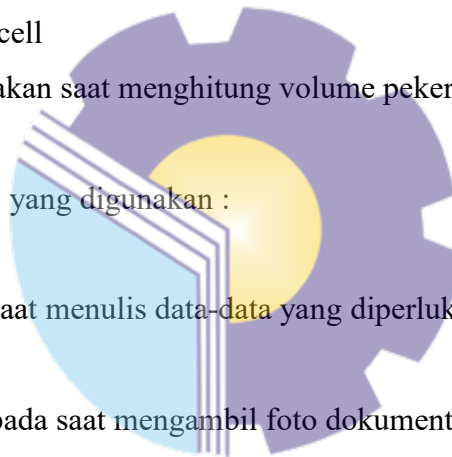 cell
akan saat menghitung volume peker
yang digunakan :
aat menulis data-data yang diperluk
pada saat mengambil foto dokument